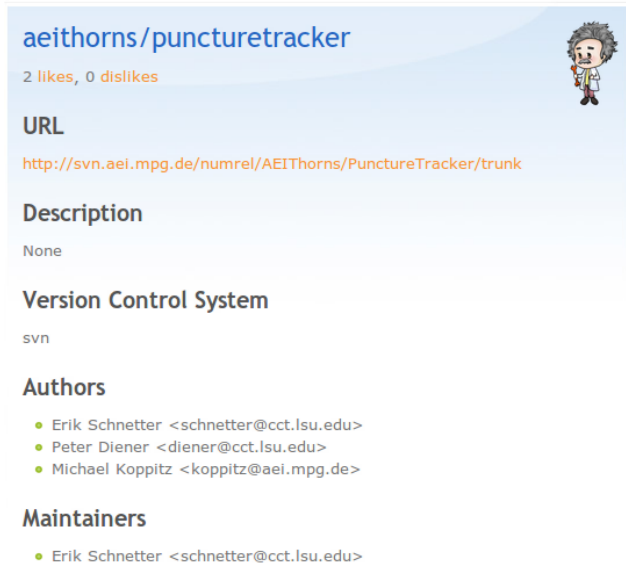 aeithorns/puncturetracker
2 likes, 0 dislikes
URL
http://svn.aei.mpg.de/numrel/AEIThorns/PunctureTracker/trunk
Description
None
Version Control System
svn
Authors
Erik Schnetter <schnetter@cct.lsu.edu>
Peter Diener <diener@cct.lsu.edu>
Michael Koppitz <koppitz@aei.mpg.de>
Maintainers
Erik Schnetter <schnetter@cct.lsu.edu>